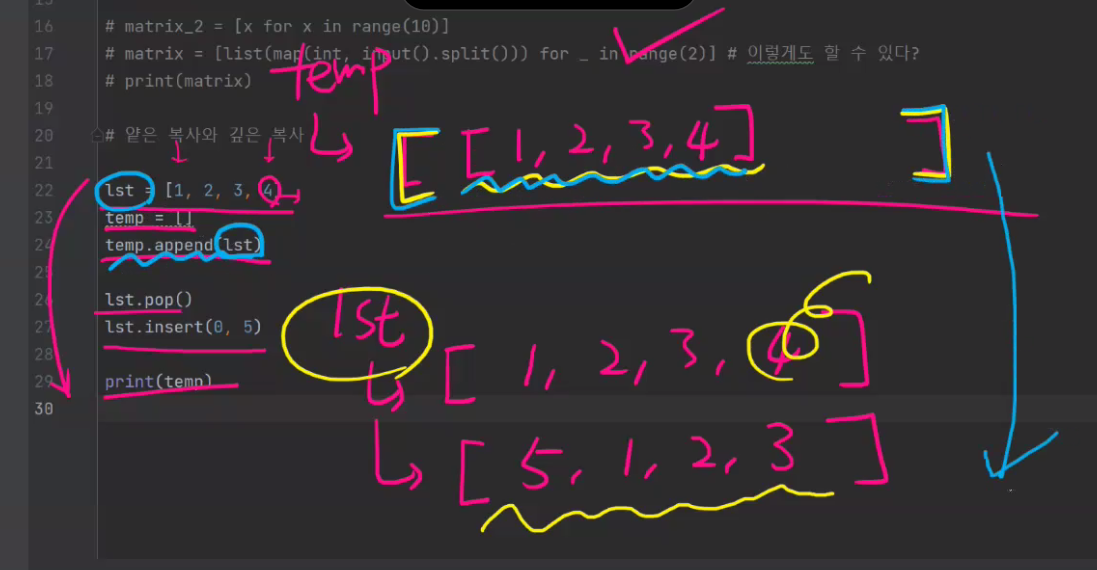 15
16 # matrix_2 = [x for x in range(10)]
17 # matrix = [list(map(int, input().split())) for _ in range(2)] # 이렇게도 할 수 있다?
18 # print(matrix)
temp
19
20 # 얕은 복사와 깊은 복사
[[1, 2, 3, 4] ]
21
22 lst = [1, 2, 3, 4]
23 temp = []
24 temp.append(lst)
25
26 lst.pop()
27 lst.insert(0, 5)
lst
[1, 2, 3, 4]
28
29 print(temp)
30
[5, 1, 2, 3]